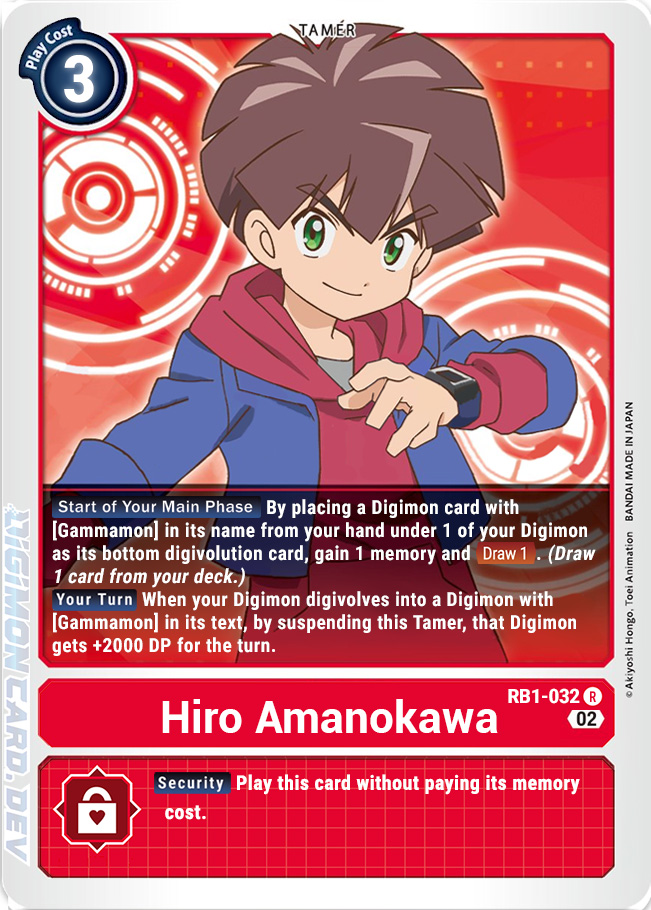 TAMER
Play Cost
3
Start of Your Main Phase By placing a Digimon card with
[Gammamon] in its name from your hand under 1 of your Digimon
as its bottom digivolution card, gain 1 memory and Draw 1 . (Draw
1 card from your deck.)
Your Turn When your Digimon digivolves into a Digimon with
[Gammamon] in its text, by suspending this Tamer, that Digimon
gets +2000 DP for the turn.
©Akiyoshi Hongo, Toei Animation BANDAI MADE IN JAPAN
DIGIMONCARD.DEV
RB1-032 R
Hiro Amanokawa
02
Security Play this card without paying its memory
cost.